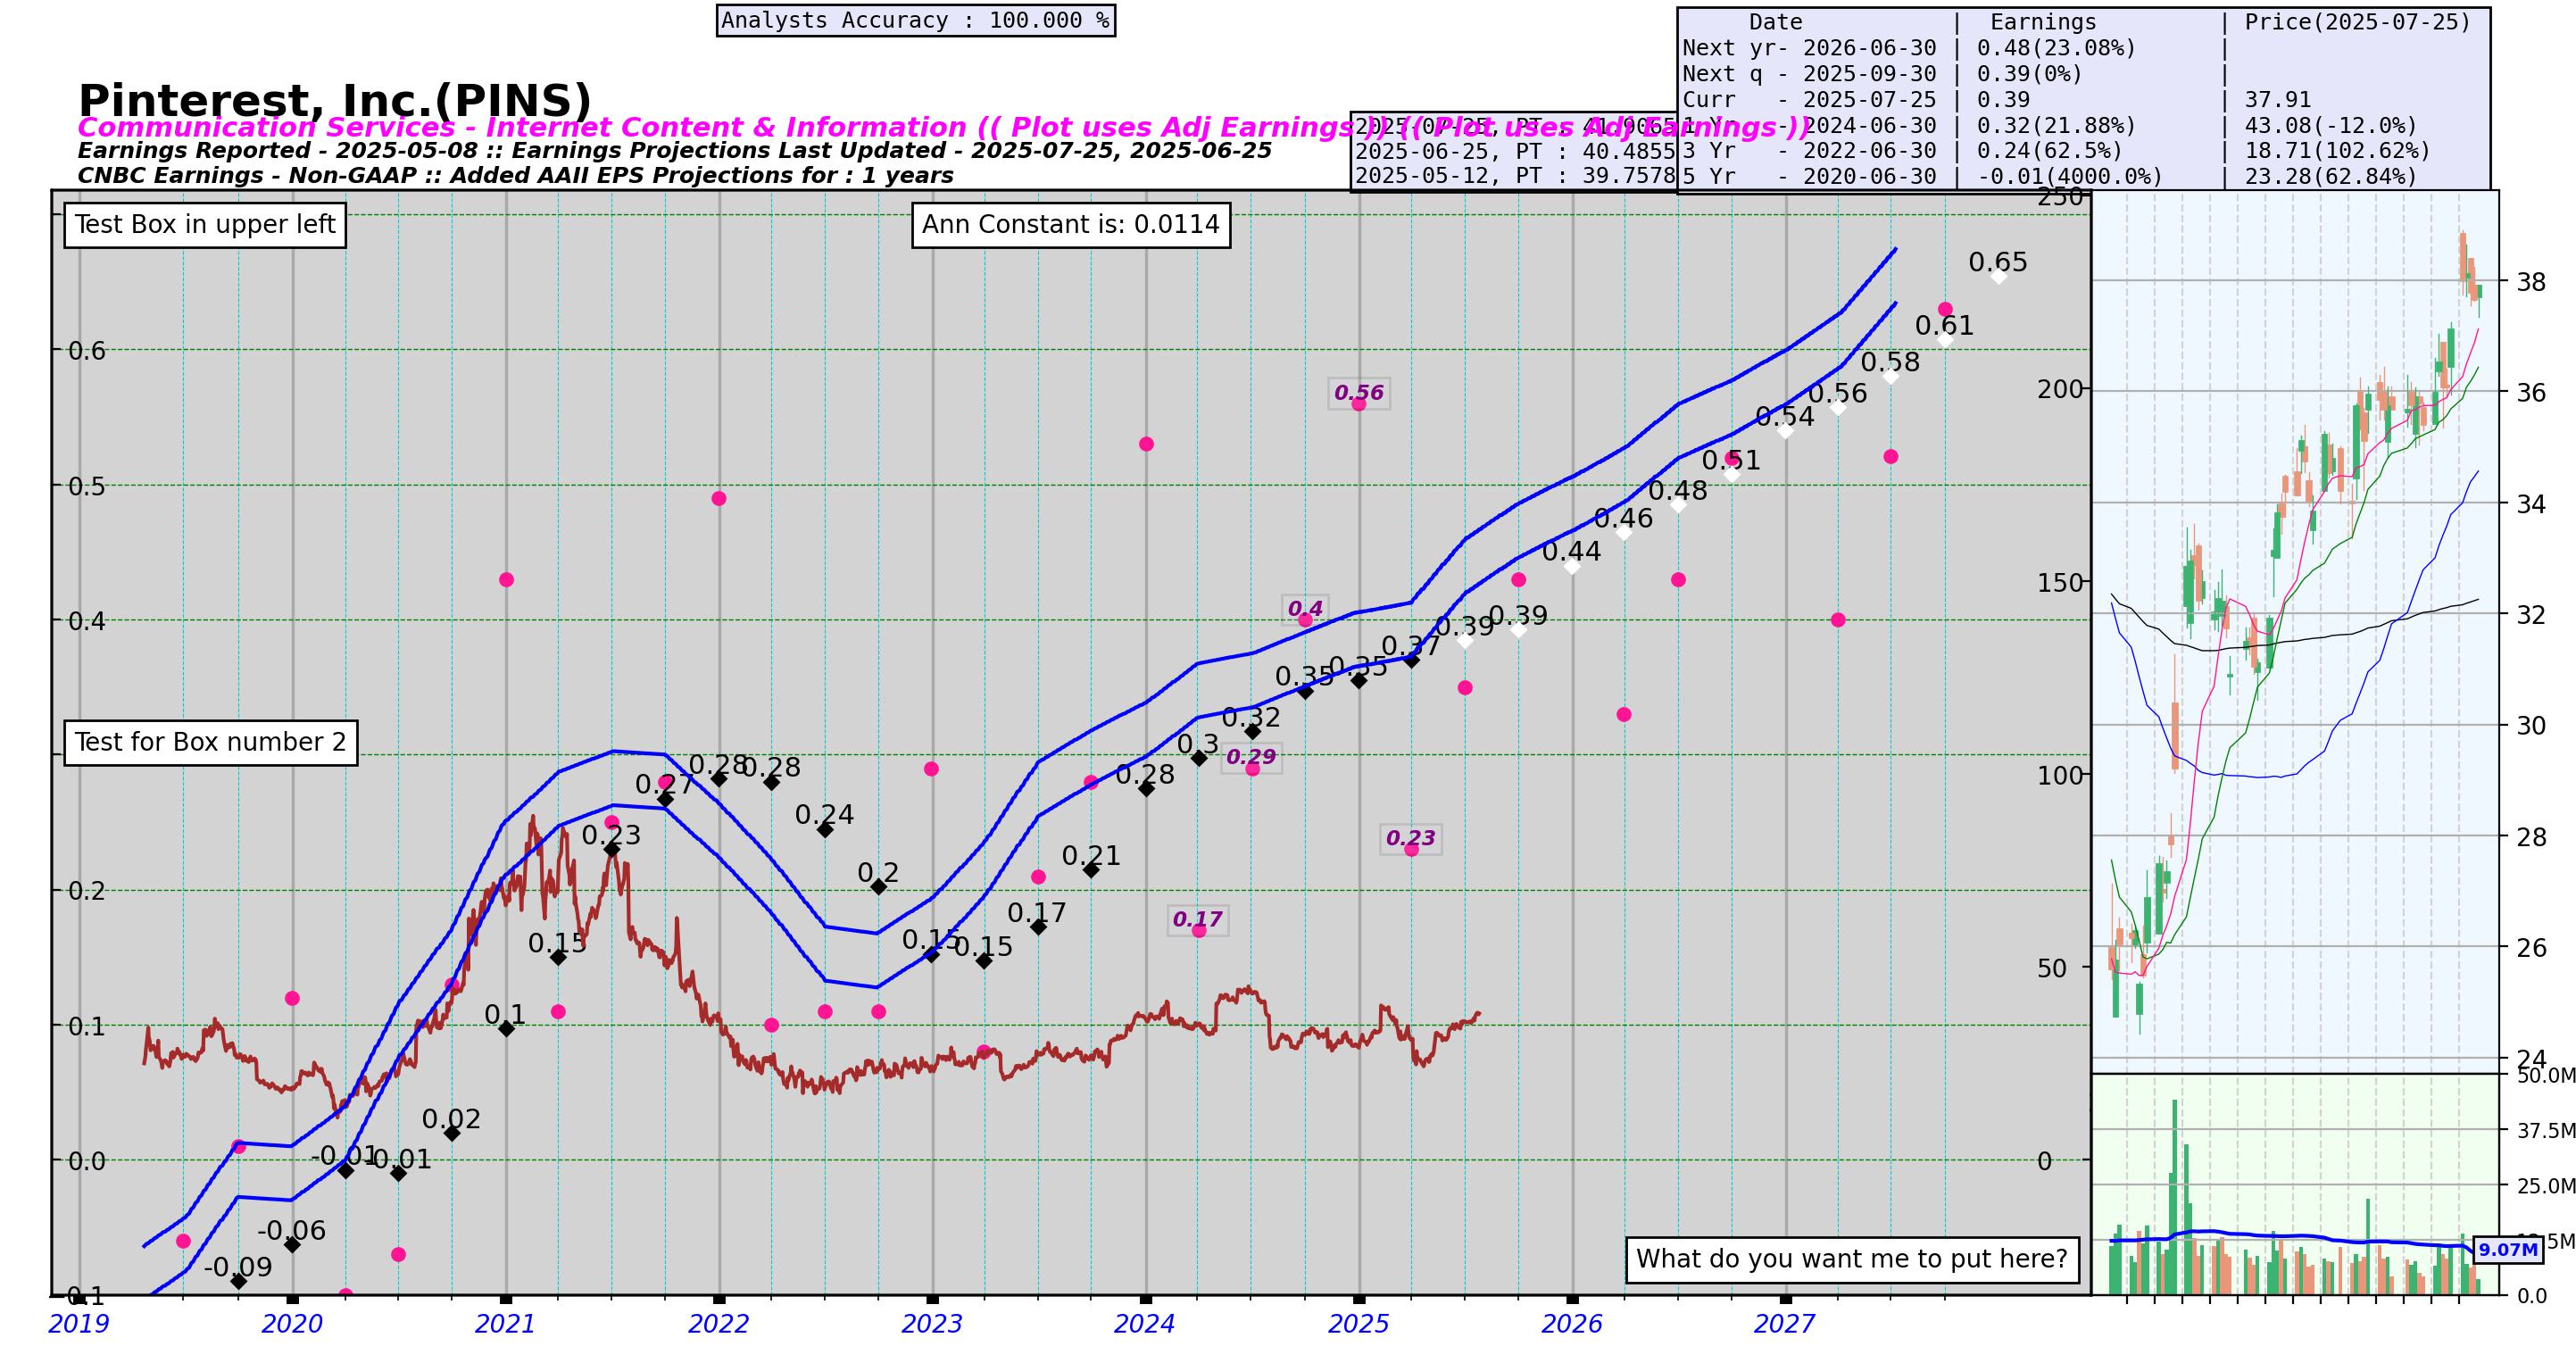 Analysts Accuracy : 100.000 %
Date | Earnings | Price(2025-07-25)
Next yr- 2026-06-30 | 0.48(23.08%) |
Next q - 2025-09-30 | 0.39(0%) |
Curr - 2025-07-25 | 0.39 | 37.91
1 Yr - 2024-06-30 | 0.32(21.88%) | 43.08(-12.0%)
3 Yr - 2022-06-30 | 0.24(62.5%) | 18.71(102.62%)
5 Yr - 2020-06-30 | -0.01(4000.0%) | 23.28(62.84%)
Pinterest, Inc.(PINS)
Communication Services - Internet Content & Information (( Plot uses Adj Earnings )) (( Plot uses Adj Earnings ))
Earnings Reported - 2025-05-08 :: Earnings Projections Last Updated - 2025-07-25, 2025-06-25
CNBC Earnings - Non-GAAP :: Added AAII EPS Projections for : 1 years
2025-07-25, PT : 41.9065
2025-06-25, PT : 40.4855
2025-05-12, PT : 39.7578
Test Box in upper left
Ann Constant is: 0.0114
Test for Box number 2
What do you want me to put here?
0.6
0.5
0.4
0.2
0.1
0.0
-0.1
-0.09
-0.06
-0.01
-0.01
0.02
0.1
0.15
0.23
0.27
0.28
0.28
0.24
0.2
0.15
0.15
0.17
0.21
0.28
0.3
0.32
0.35
0.35
0.37
0.39
0.39
0.44
0.46
0.48
0.51
0.54
0.56
0.58
0.61
0.65
0.17
0.29
0.4
0.56
0.23
250
200
150
100
50
0
38
36
34
32
30
28
26
24
50.0M
37.5M
25.0M
12.5M
9.07M
0.0
2019
2020
2021
2022
2023
2024
2025
2026
2027